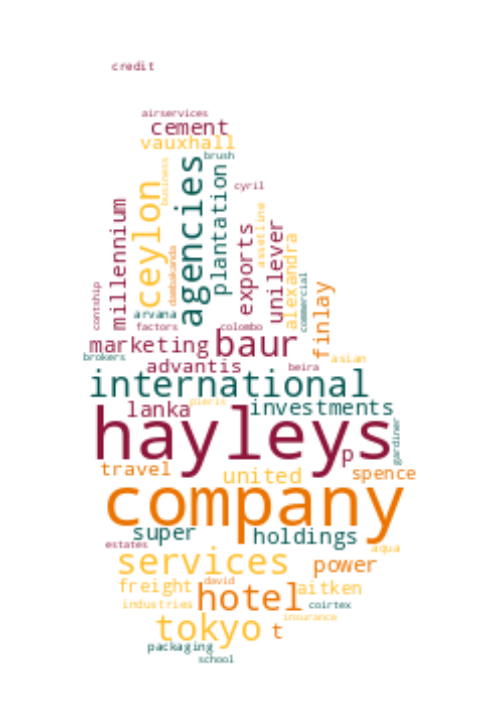 credit
airservices
cement
vauxhall
brush
business
cyril
ceylon
agencies
plantation
millennium
exports
unilever
assetline
alexandra
dambakanda
commercial
finlay
contship
arvana
factors
colombo
marketing
baur
brokers
advantis
beira
asian
international
lanka
pieris
investments
hayleys
p
gardiner
travel
united
spence
company
super
holdings
estates
services
power
aqua
freight
david
hotel
aitken
industries
coirtex
tokyo
t
insurance
packaging
school